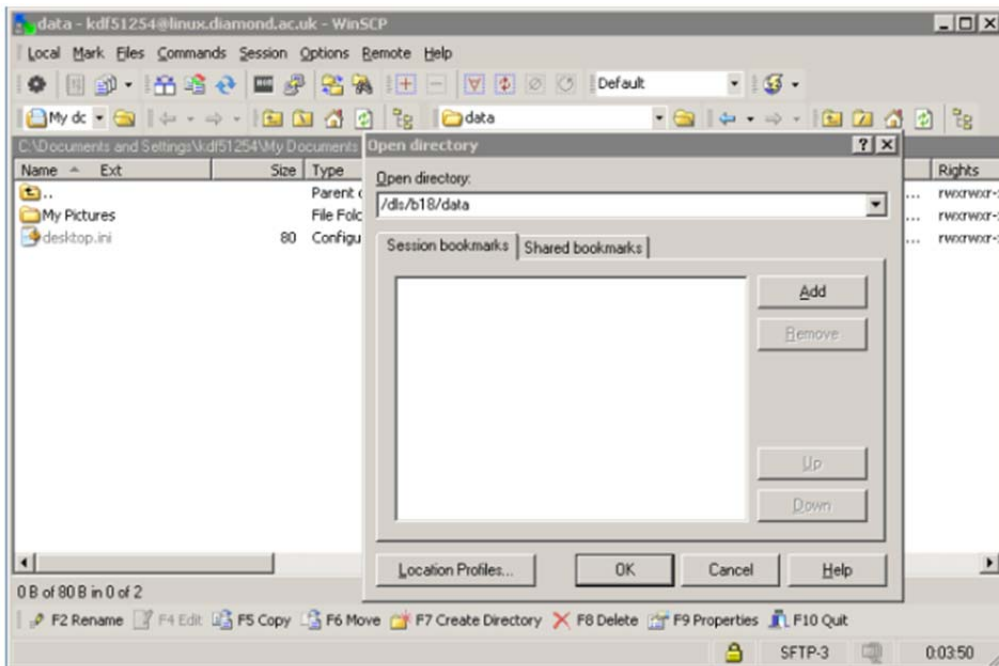 data - kdf51254@linux.diamond.ac.uk - WinSCP
Local Mark Files Commands Session Options Remote Help
Default
My dc data
C:\Documents and Settings\kdf51254\My Documents
Open directory
Name Ext Size Type Rights
Open directory:
.. Parent ... rwxrwxr-
/dls/b18/data
My Pictures File Fold ... rwxrwxr-
desktop.ini 80 Configu ... rwxrwxr-
Session bookmarks Shared bookmarks
Add
Remove
Up
Down
Location Profiles... OK Cancel Help
0 B of 80 B in 0 of 2
F2 Rename F4 Edit F5 Copy F6 Move F7 Create Directory F8 Delete F9 Properties F10 Quit
SFTP-3 0:03:50